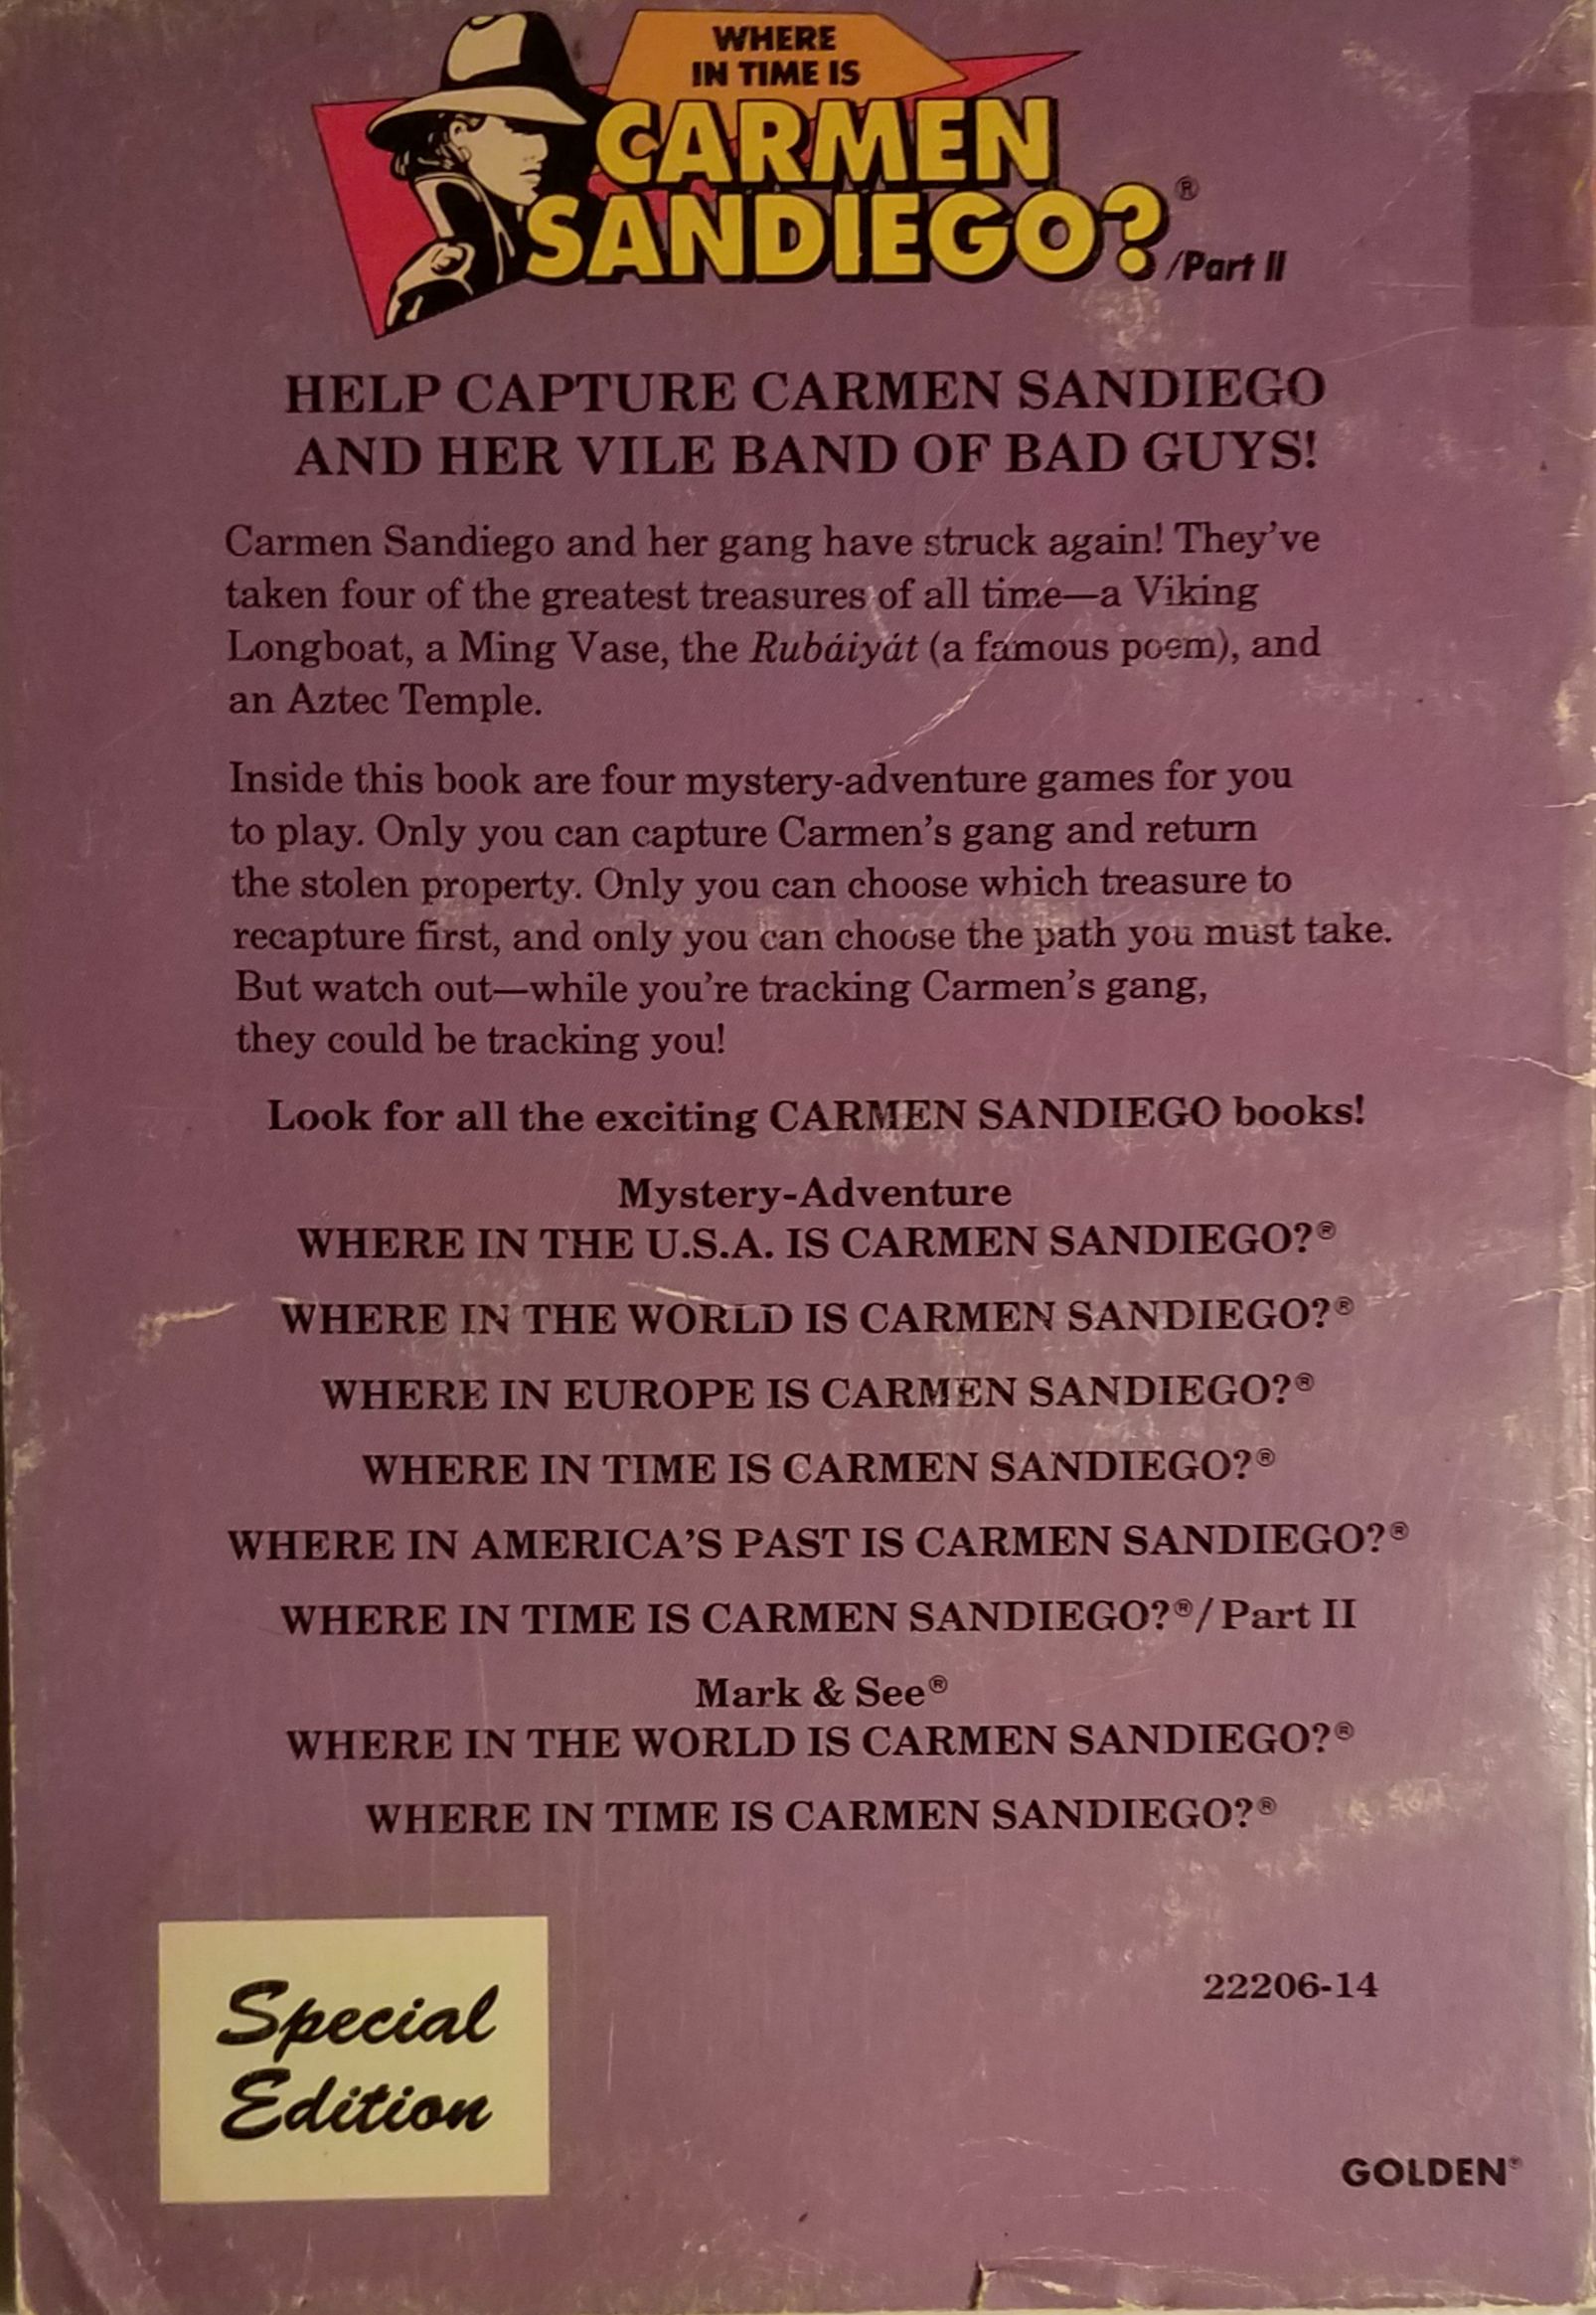 WHERE
IN TIME IS
CARMEN
SANDIEGO?®
/Part II
HELP CAPTURE CARMEN SANDIEGO
AND HER VILE BAND OF BAD GUYS!
Carmen Sandiego and her gang have struck again! They've
taken four of the greatest treasures of all time—a Viking
Longboat, a Ming Vase, the Rubáiyát (a famous poem), and
an Aztec Temple.
Inside this book are four mystery-adventure games for you
to play. Only you can capture Carmen's gang and return
the stolen property. Only you can choose which treasure to
recapture first, and only you can choose the path you must take.
But watch out—while you're tracking Carmen's gang,
they could be tracking you!
Look for all the exciting CARMEN SANDIEGO books!
Mystery-Adventure
WHERE IN THE U.S.A. IS CARMEN SANDIEGO?®
WHERE IN THE WORLD IS CARMEN SANDIEGO?®
WHERE IN EUROPE IS CARMEN SANDIEGO?®
WHERE IN TIME IS CARMEN SANDIEGO?®
WHERE IN AMERICA'S PAST IS CARMEN SANDIEGO?®
WHERE IN TIME IS CARMEN SANDIEGO?®/Part II
Mark & See®
WHERE IN THE WORLD IS CARMEN SANDIEGO?®
WHERE IN TIME IS CARMEN SANDIEGO?®
Special
Edition
22206-14
GOLDEN®